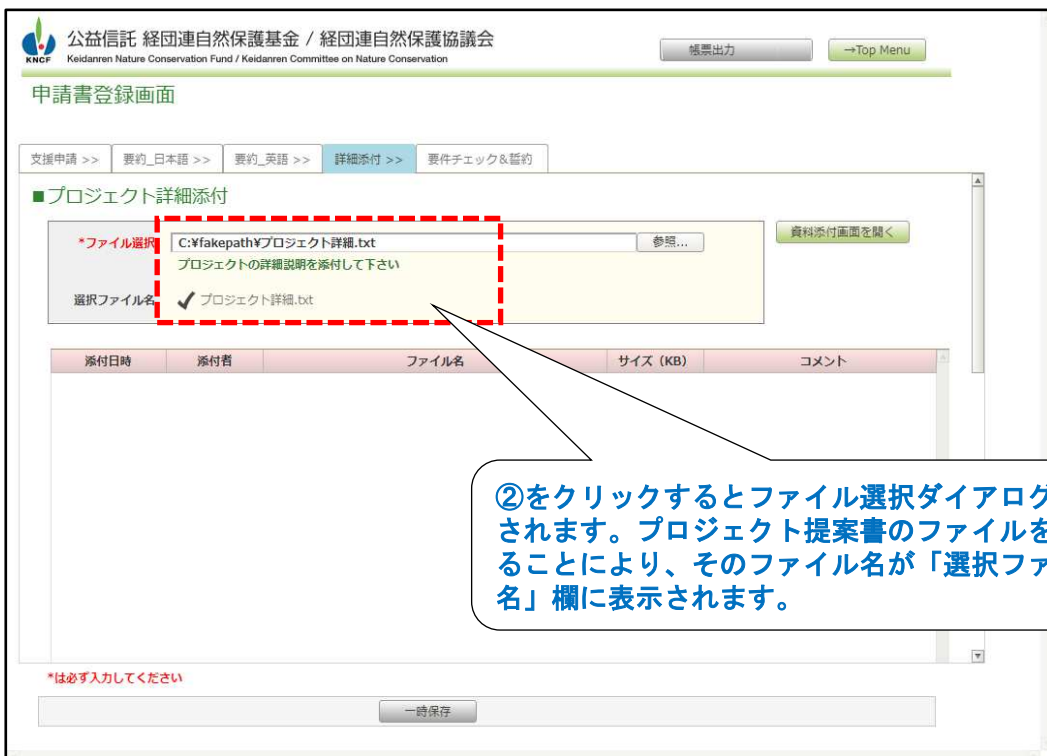 公益信託 経団連自然保護基金 / 経団連自然保護協議会
KNCF Keidanren Nature Conservation Fund / Keidanren Committee on Nature Conservation
帳票出力
→Top Menu
申請書登録画面
支援申請 >> 要約_日本語 >> 要約_英語 >> 詳細添付 >> 要件チェック&誓約
■プロジェクト詳細添付
*ファイル選択 C:¥fakepath¥プロジェクト詳細.txt 参照... 資料添付画面を開く
プロジェクトの詳細説明を添付して下さい
選択ファイル名 プロジェクト詳細.txt
添付日時 添付者 ファイル名 サイズ (KB) コメント
②をクリックするとファイル選択ダイアログ
されます。プロジェクト提案書のファイルを
ることにより、そのファイル名が「選択ファ
名」欄に表示されます。
*は必ず入力してください
一時保存